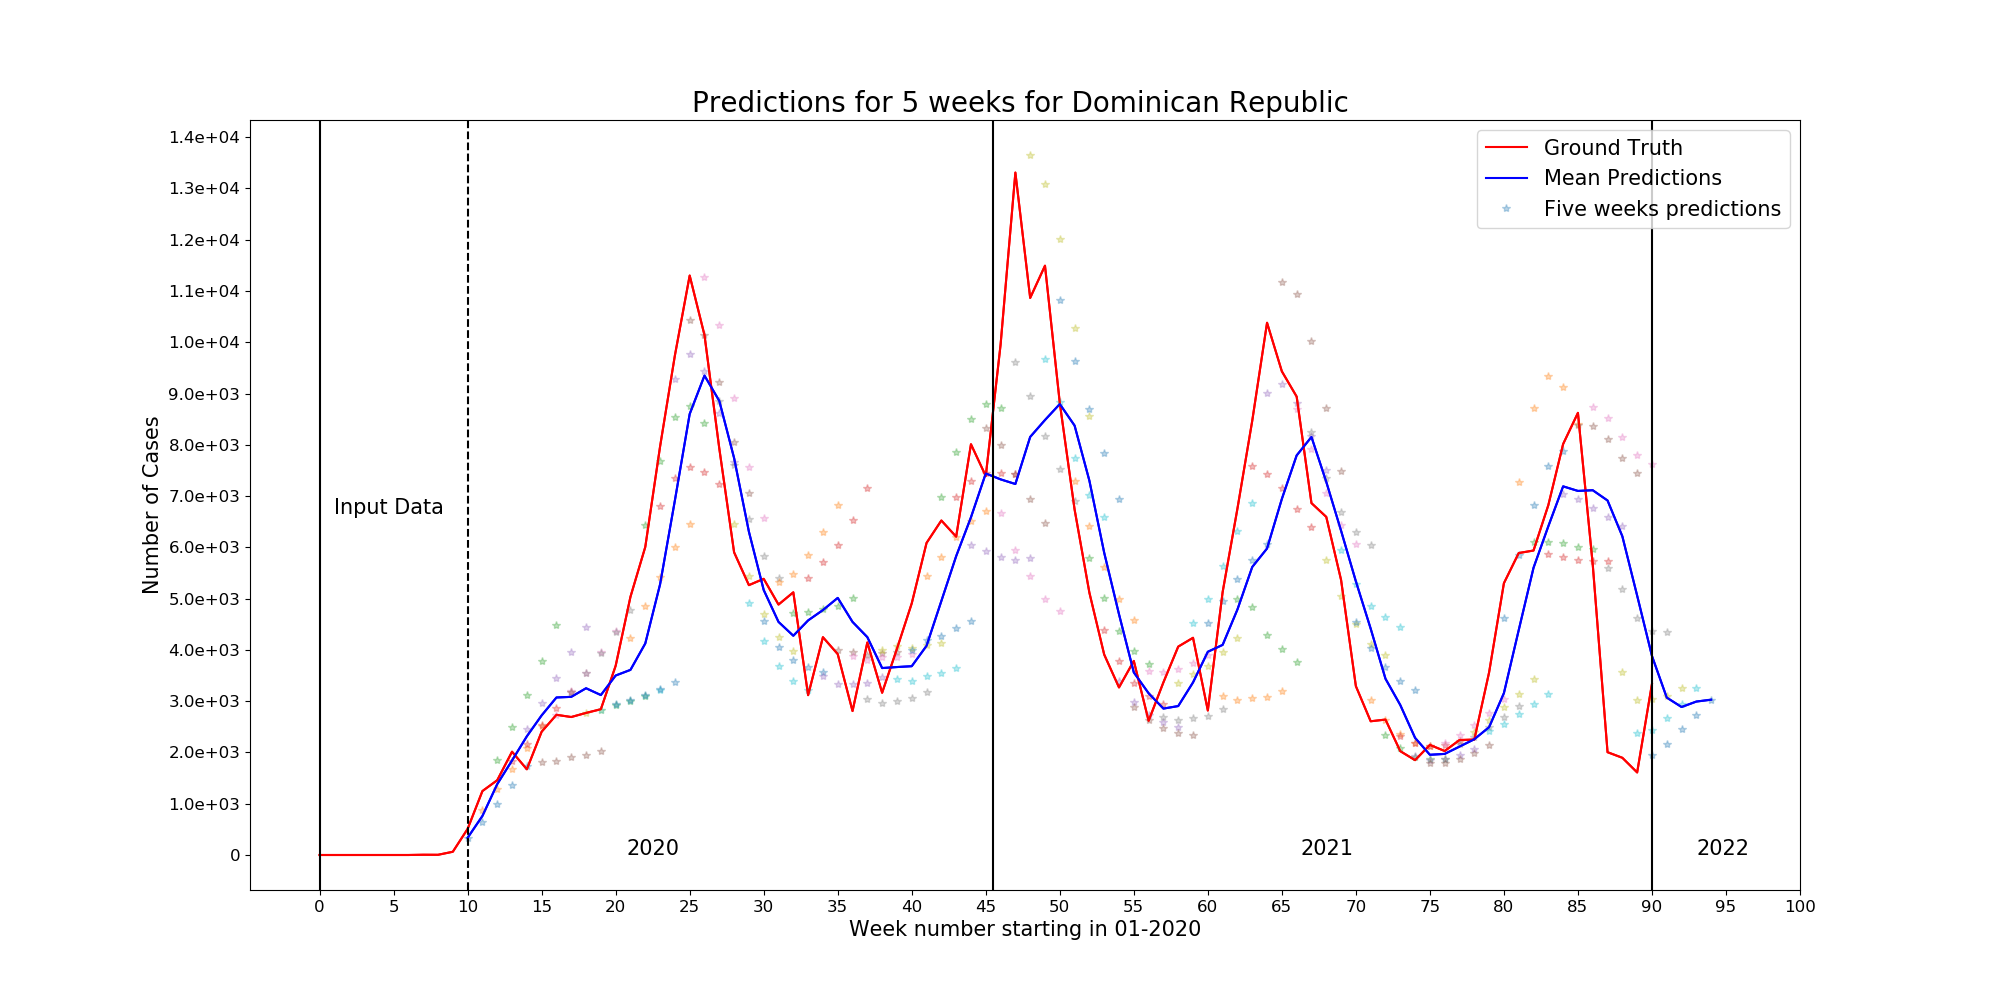 Predictions for 5 weeks for Dominican Republic
Number of Cases
1.4e+04
1.3e+04
1.2e+04
1.1e+04
1.0e+04
9.0e+03
8.0e+03
7.0e+03
6.0e+03
5.0e+03
4.0e+03
3.0e+03
2.0e+03
1.0e+03
0
Ground Truth
Mean Predictions
Five weeks predictions
Input Data
2020 2021 2022
0 5 10 15 20 25 30 35 40 45 50 55 60 65 70 75 80 85 90 95 100
Week number starting in 01-2020